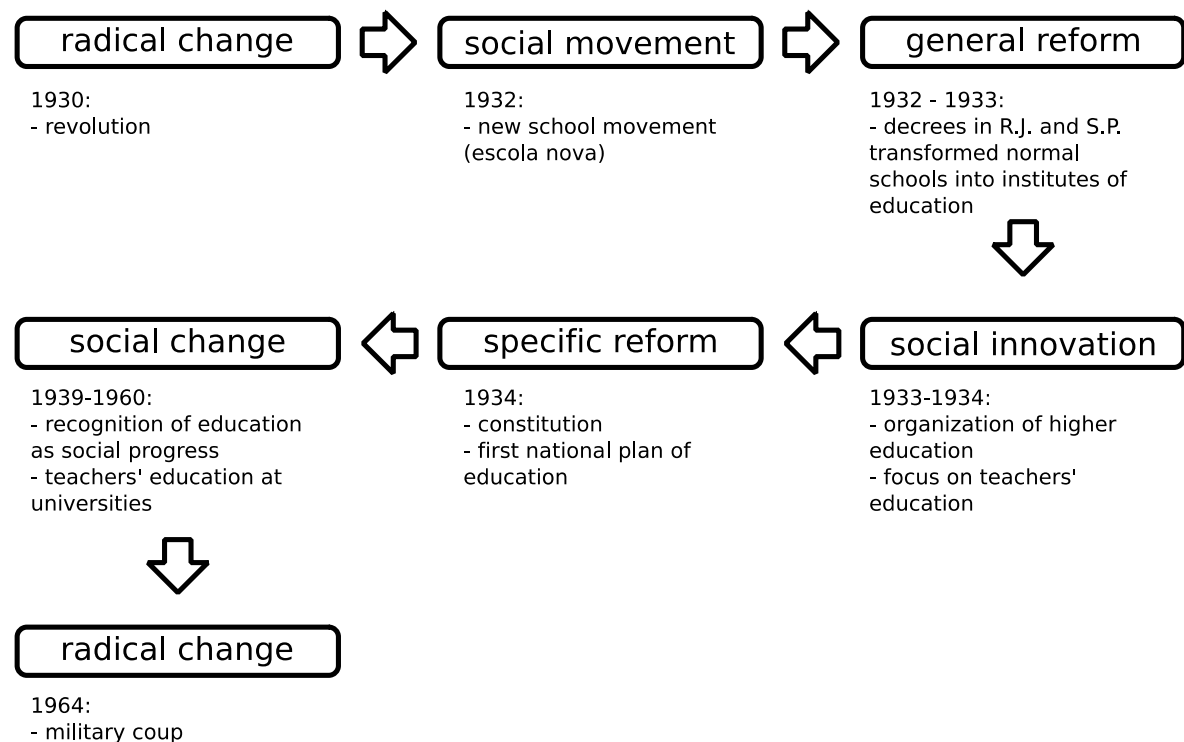 radical change
1930:
- revolution
social movement
1932:
- new school movement
(escola nova)
general reform
1932 - 1933:
- decrees in R.J. and S.P.
transformed normal
schools into institutes of
education
social innovation
1933-1934:
- organization of higher
education
- focus on teachers'
education
specific reform
1934:
- constitution
- first national plan of
education
social change
1939-1960:
- recognition of education
as social progress
- teachers' education at
universities
radical change
1964:
- military coup